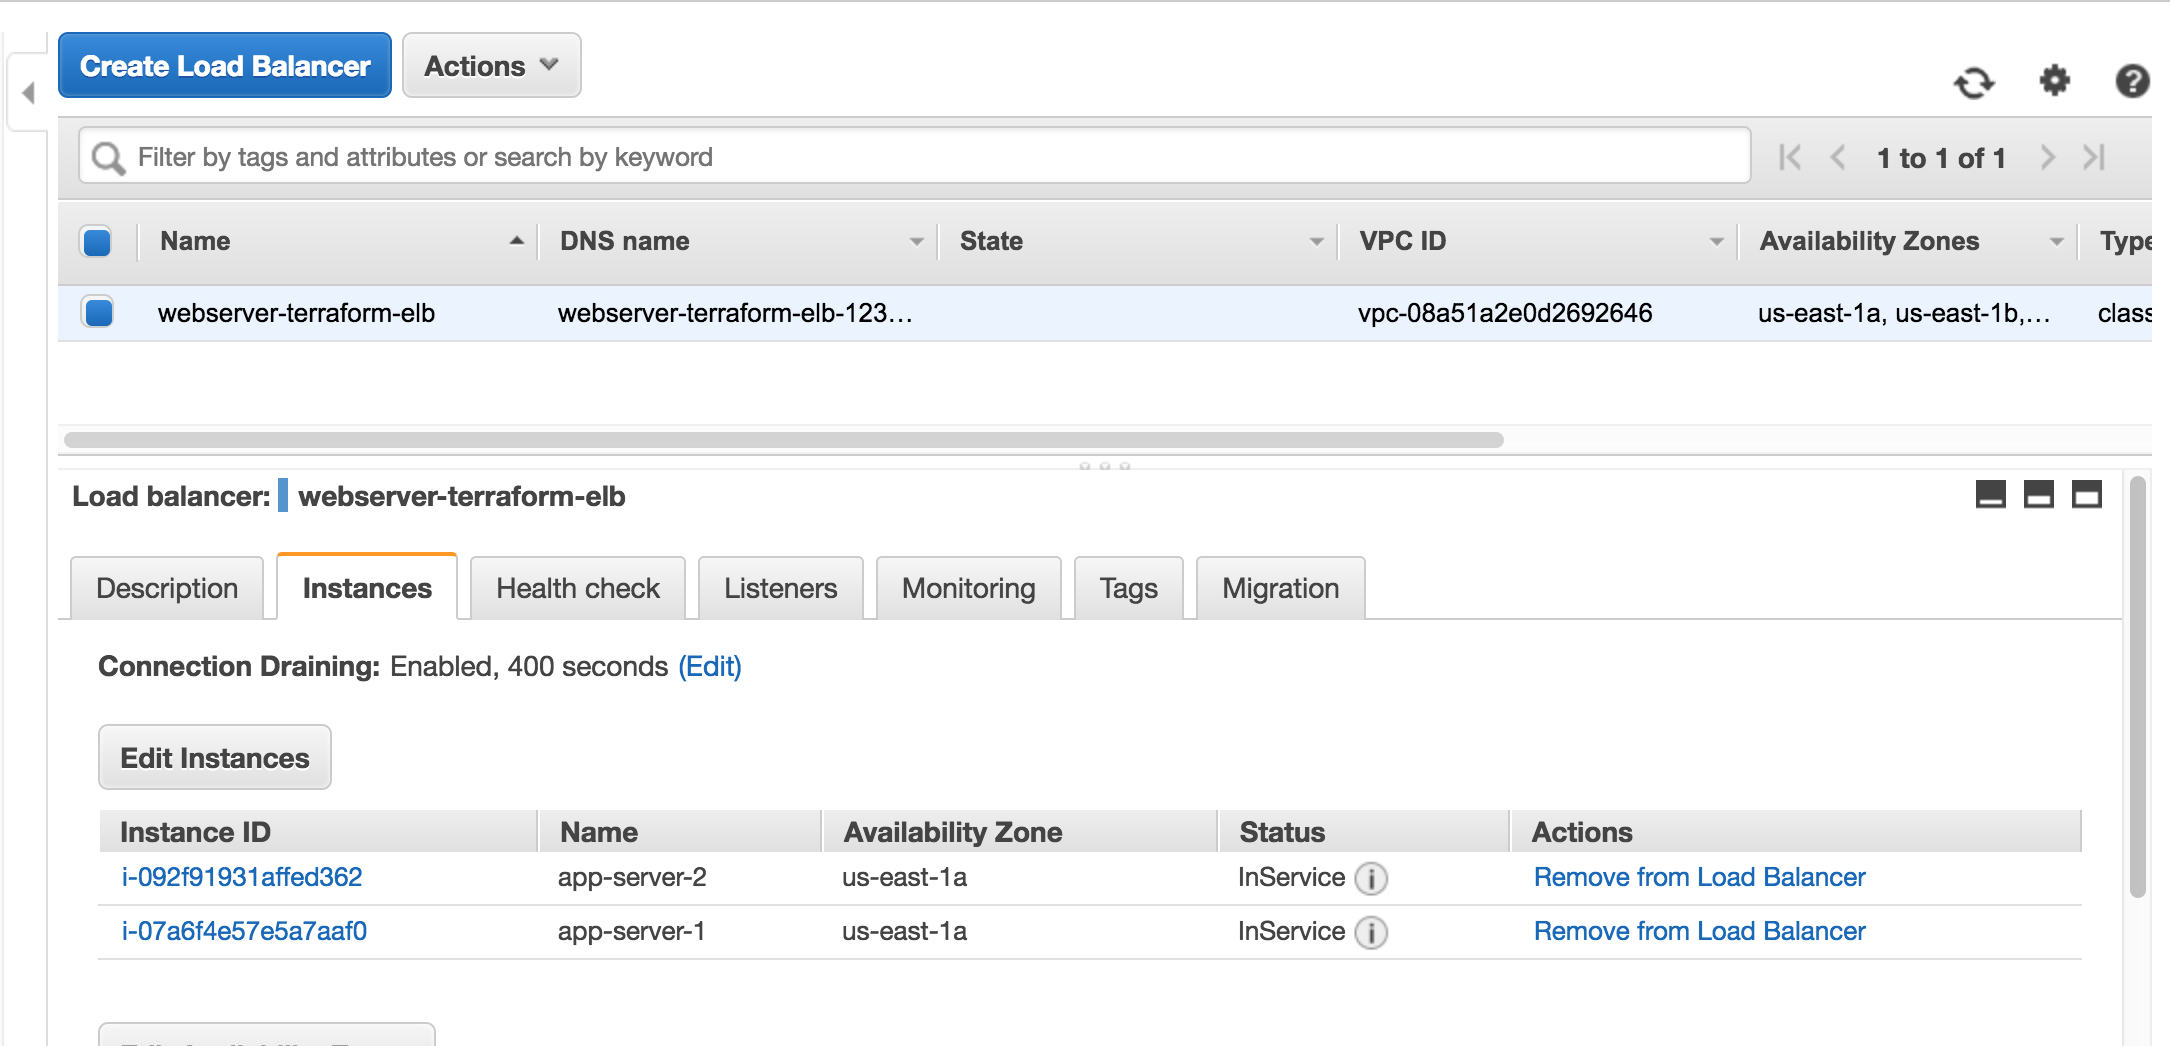 Create Load Balancer Actions
Filter by tags and attributes or search by keyword 1 to 1 of 1
Name DNS name State VPC ID Availability Zones Type
webserver-terraform-elb webserver-terraform-elb-123… vpc-08a51a2e0d2692646 us-east-1a, us-east-1b,… class
Load balancer: webserver-terraform-elb
Description Instances Health check Listeners Monitoring Tags Migration
Connection Draining: Enabled, 400 seconds (Edit)
Edit Instances
Instance ID Name Availability Zone Status Actions
i-092f91931affed362 app-server-2 us-east-1a InService Remove from Load Balancer
i-07a6f4e57e5a7aaf0 app-server-1 us-east-1a InService Remove from Load Balancer